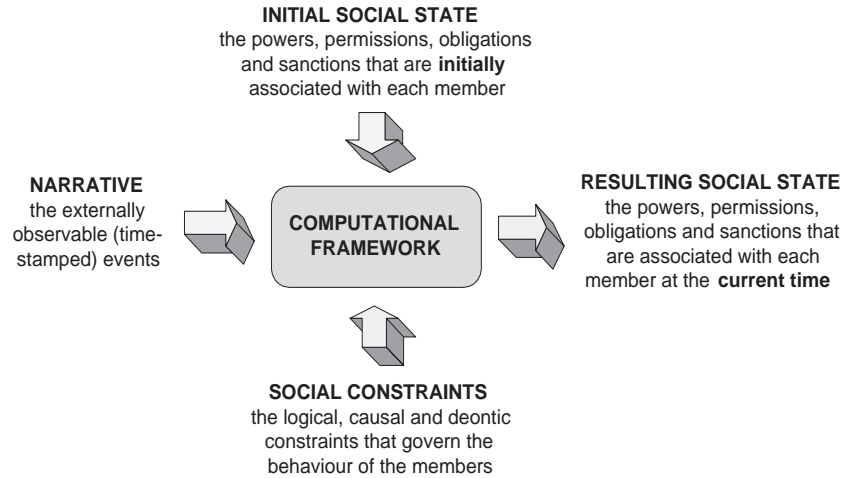 INITIAL SOCIAL STATE
the powers, permissions, obligations
and sanctions that are initially
associated with each member
NARRATIVE
the externally
observable (time-
stamped) events
COMPUTATIONAL
FRAMEWORK
RESULTING SOCIAL STATE
the powers, permissions,
obligations and sanctions that
are associated with each
member at the current time
SOCIAL CONSTRAINTS
the logical, causal and deontic
constraints that govern the
behaviour of the members